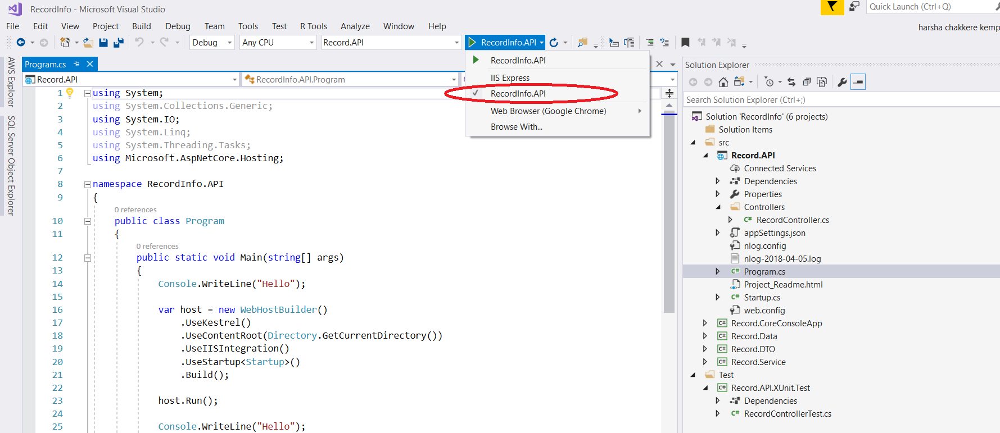 RecordInfo - Microsoft Visual Studio
Quick Launch (Ctrl+Q)
File Edit View Project Build Debug Team Tools Test R Tools Analyze Window Help
harsha chakkere kemp
Debug Any CPU Record.API RecordInfo.API
RecordInfo.API
IIS Express
RecordInfo.API
Web Browser (Google Chrome)
Browse With...
AWS Explorer
SQL Server Object Explorer
Program.cs
Record.API RecordInfo.API.Program
1 using System;
2 using System.Collections.Generic;
3 using System.IO;
4 using System.Linq;
5 using System.Threading.Tasks;
6 using Microsoft.AspNetCore.Hosting;
7
8 namespace RecordInfo.API
9 {
0 references
10 public class Program
11 {
0 references
12 public static void Main(string[] args)
13 {
14 Console.WriteLine("Hello");
15
16 var host = new WebHostBuilder()
17 .UseKestrel()
18 .UseContentRoot(Directory.GetCurrentDirectory())
19 .UseIISIntegration()
20 .UseStartup<Startup>()
21 .Build();
22
23 host.Run();
24
25 Console.WriteLine("Hello");
Solution Explorer
Search Solution Explorer (Ctrl+;)
Solution 'RecordInfo' (6 projects)
Solution Items
src
Record.API
Connected Services
Dependencies
Properties
Controllers
C# RecordController.cs
appSettings.json
nlog.config
nlog-2018-04-05.log
C# Program.cs
Project_Readme.html
C# Startup.cs
web.config
C# Record.CoreConsoleApp
C# Record.Data
C# Record.DTO
C# Record.Service
Test
C# Record.API.XUnit.Test
Dependencies
C# RecordControllerTest.cs